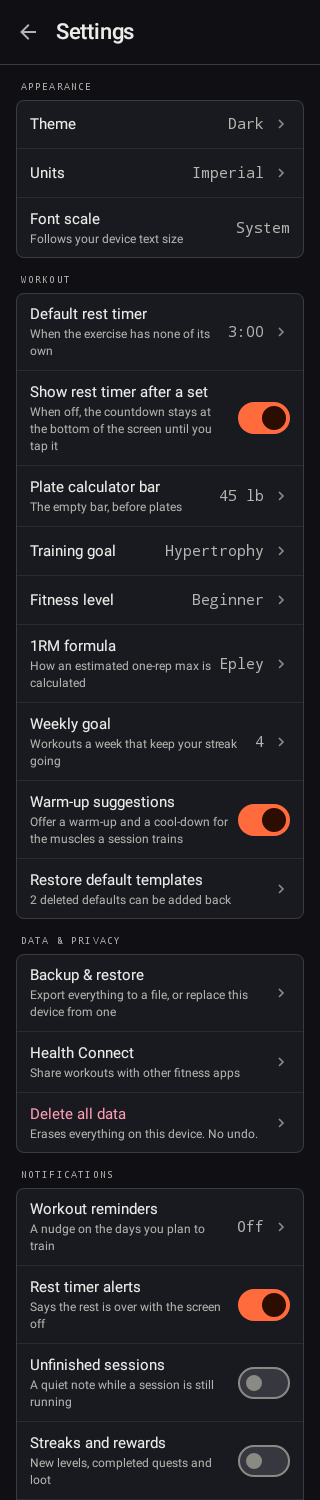 Settings
APPEARANCE
Theme
Dark
Units
Imperial
Font scale
Follows your device text size
System
WORKOUT
Default rest timer
When the exercise has none of its
own
3:00
Show rest timer after a set
When off, the countdown stays at
the bottom of the screen until you
tap it
Plate calculator bar
The empty bar, before plates
45 lb
Training goal
Hypertrophy
Fitness level
Beginner
1RM formula
How an estimated one-rep max is
calculated
Epley
Weekly goal
Workouts a week that keep your streak
going
4
Warm-up suggestions
Offer a warm-up and a cool-down for
the muscles a session trains
Restore default templates
2 deleted defaults can be added back
DATA & PRIVACY
Backup & restore
Export everything to a file, or replace this
device from one
Health Connect
Share workouts with other fitness apps
Delete all data
Erases everything on this device. No undo.
NOTIFICATIONS
Workout reminders
A nudge on the days you plan to
train
Off
Rest timer alerts
Says the rest is over with the screen
off
Unfinished sessions
A quiet note while a session is still
running
Streaks and rewards
New levels, completed quests and
loot